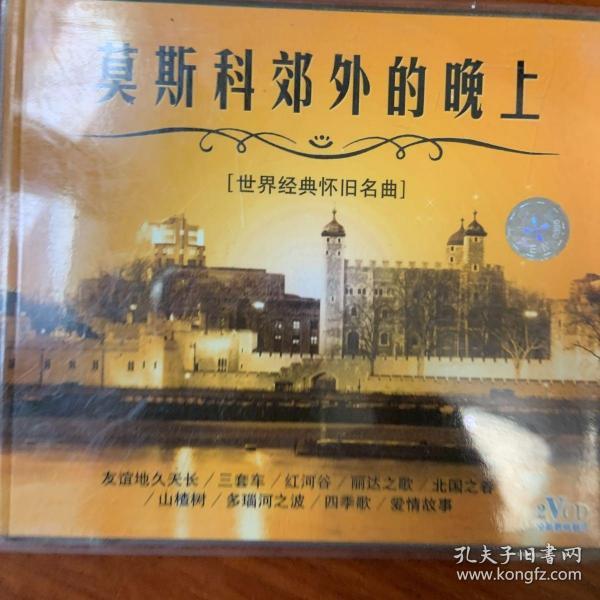 莫斯科郊外的晚上
[世界经典怀旧名曲]
友谊地久天长/三套车/红河谷/丽达之歌/北国之春
/山楂树/多瑙河之波/四季歌/爱情故事
2VCD
孔夫子旧书网
www.kongfz.com